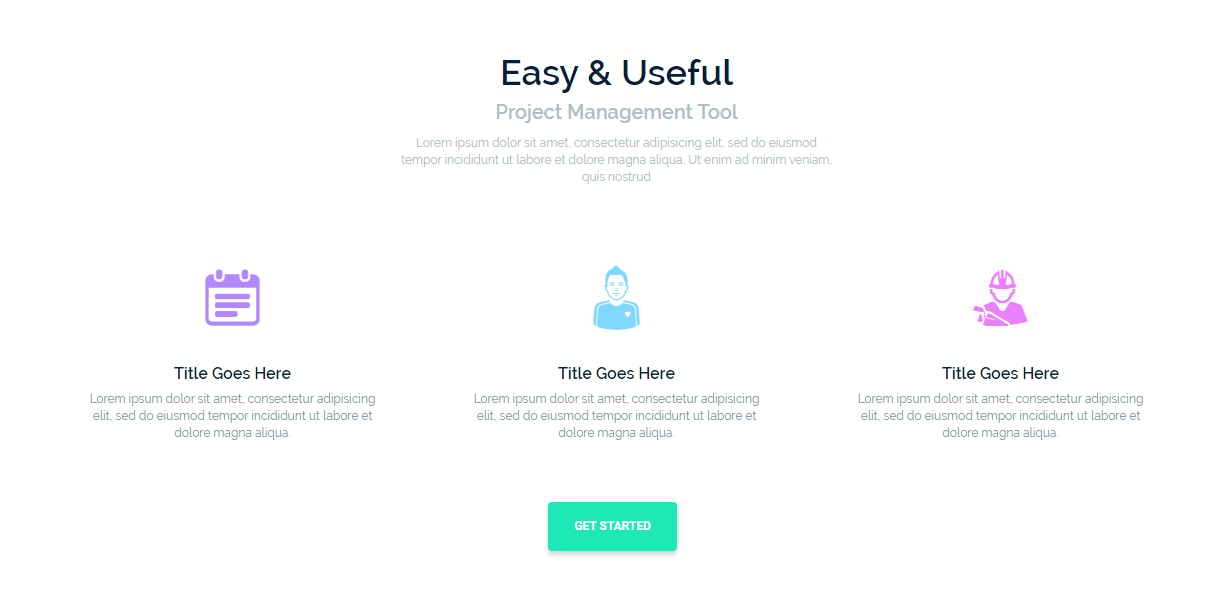 Easy & Useful
Project Management Tool
Lorem ipsum dolor sit amet, consectetur adipisicing elit, sed do eiusmod
tempor incididunt ut labore et dolore magna aliqua. Ut enim ad minim veniam,
quis nostrud
Title Goes Here
Lorem ipsum dolor sit amet, consectetur adipisicing
elit, sed do eiusmod tempor incididunt ut labore et
dolore magna aliqua.
Title Goes Here
Lorem ipsum dolor sit amet, consectetur adipisicing
elit, sed do eiusmod tempor incididunt ut labore et
dolore magna aliqua.
Title Goes Here
Lorem ipsum dolor sit amet, consectetur adipisicing
elit, sed do eiusmod tempor incididunt ut labore et
dolore magna aliqua.
GET STARTED